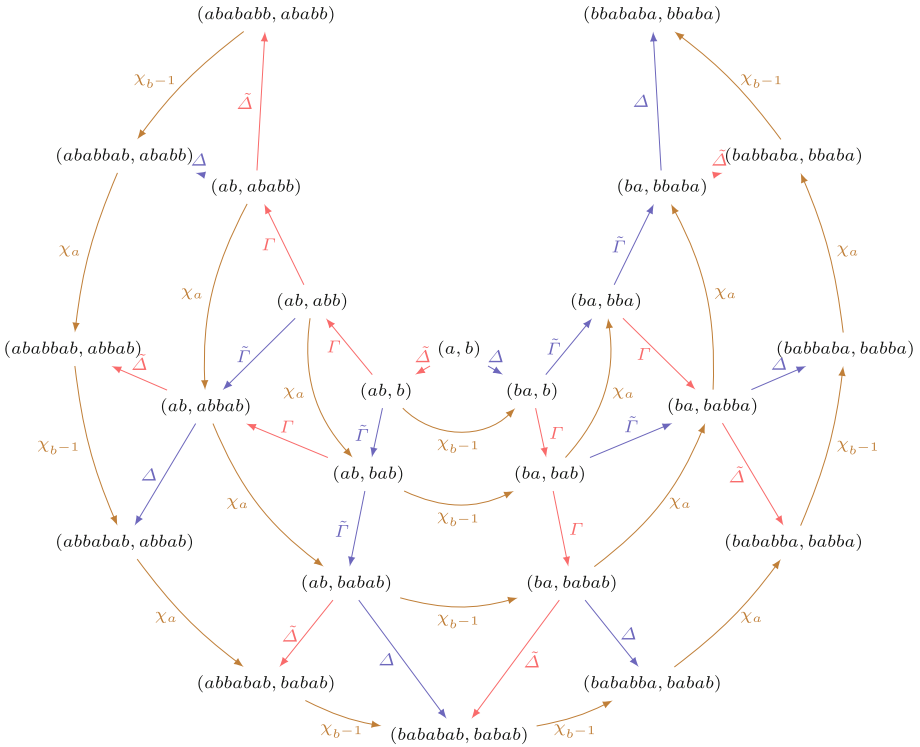 (abababb, ababb) (bbababa, bbaba)
χ_{b−1} Δ̃ Δ χ_{b−1}
(ababbab, ababb) Δ Δ̃ (babbaba, bbaba)
(ab, ababb) (ba, bbaba)
χ_a Γ Γ̃ χ_a
χ_a χ_a
(ab, abb) (ba, bba)
(ababbab, abbab) Δ̃ Γ̃ Γ Δ̃ (a, b) Δ Γ̃ Γ Δ (babbaba, babba)
χ_a (ab, b) (ba, b) χ_a
(ab, abbab) (ba, babba)
χ_{b−1} Γ Γ̃ χ_{b−1} Γ Γ̃ χ_{b−1}
Δ (ab, bab) (ba, bab) Δ̃
χ_a χ_{b−1} χ_a
(abbabab, abbab) Γ̃ Γ (bababba, babba)
(ab, babab) (ba, babab)
χ_a Δ̃ χ_{b−1} Δ χ_a
Δ Δ̃
(abbabab, babab) (bababba, babab)
χ_{b−1} (bababab, babab) χ_{b−1}